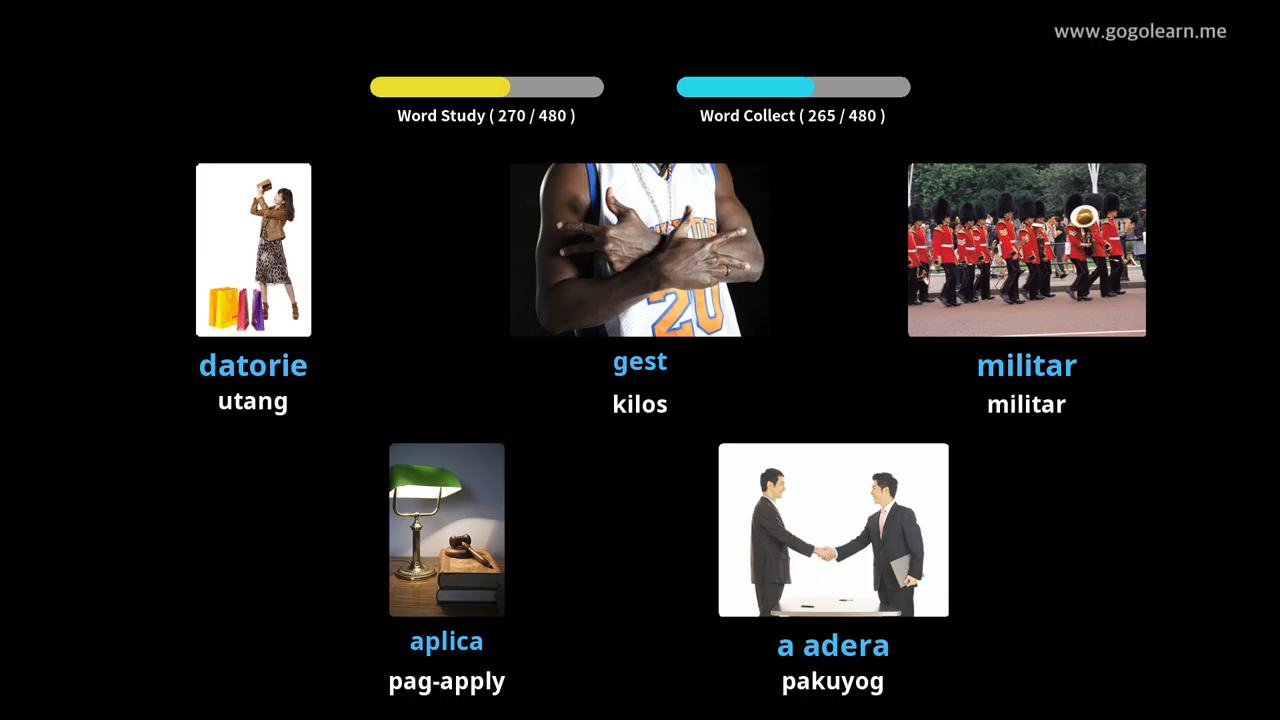 www.gogolearn.me
Word Study ( 270 / 480 )
Word Collect ( 265 / 480 )
20
datorie
utang
gest
kilos
militar
militar
aplica
pag-apply
a adera
pakuyog